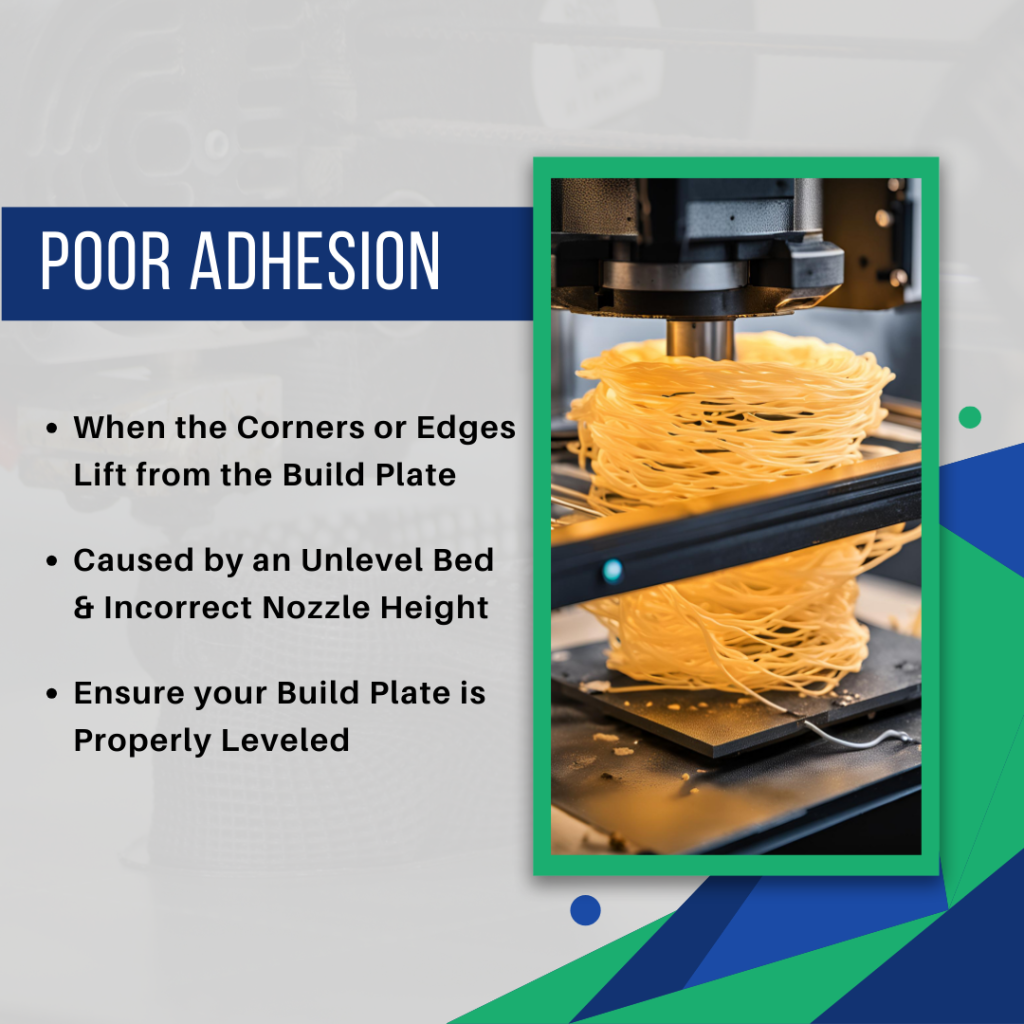 POOR ADHESION
• When the Corners or Edges
Lift from the Build Plate
• Caused by an Unlevel Bed
& Incorrect Nozzle Height
• Ensure your Build Plate is
Properly Leveled